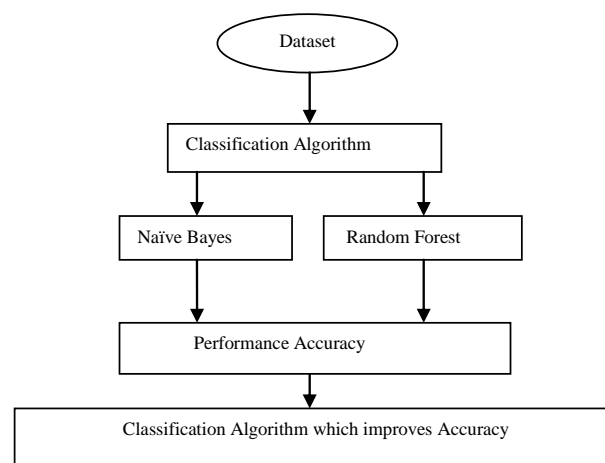 Dataset
Classification Algorithm
Naïve Bayes
Random Forest
Performance Accuracy
Classification Algorithm which improves Accuracy